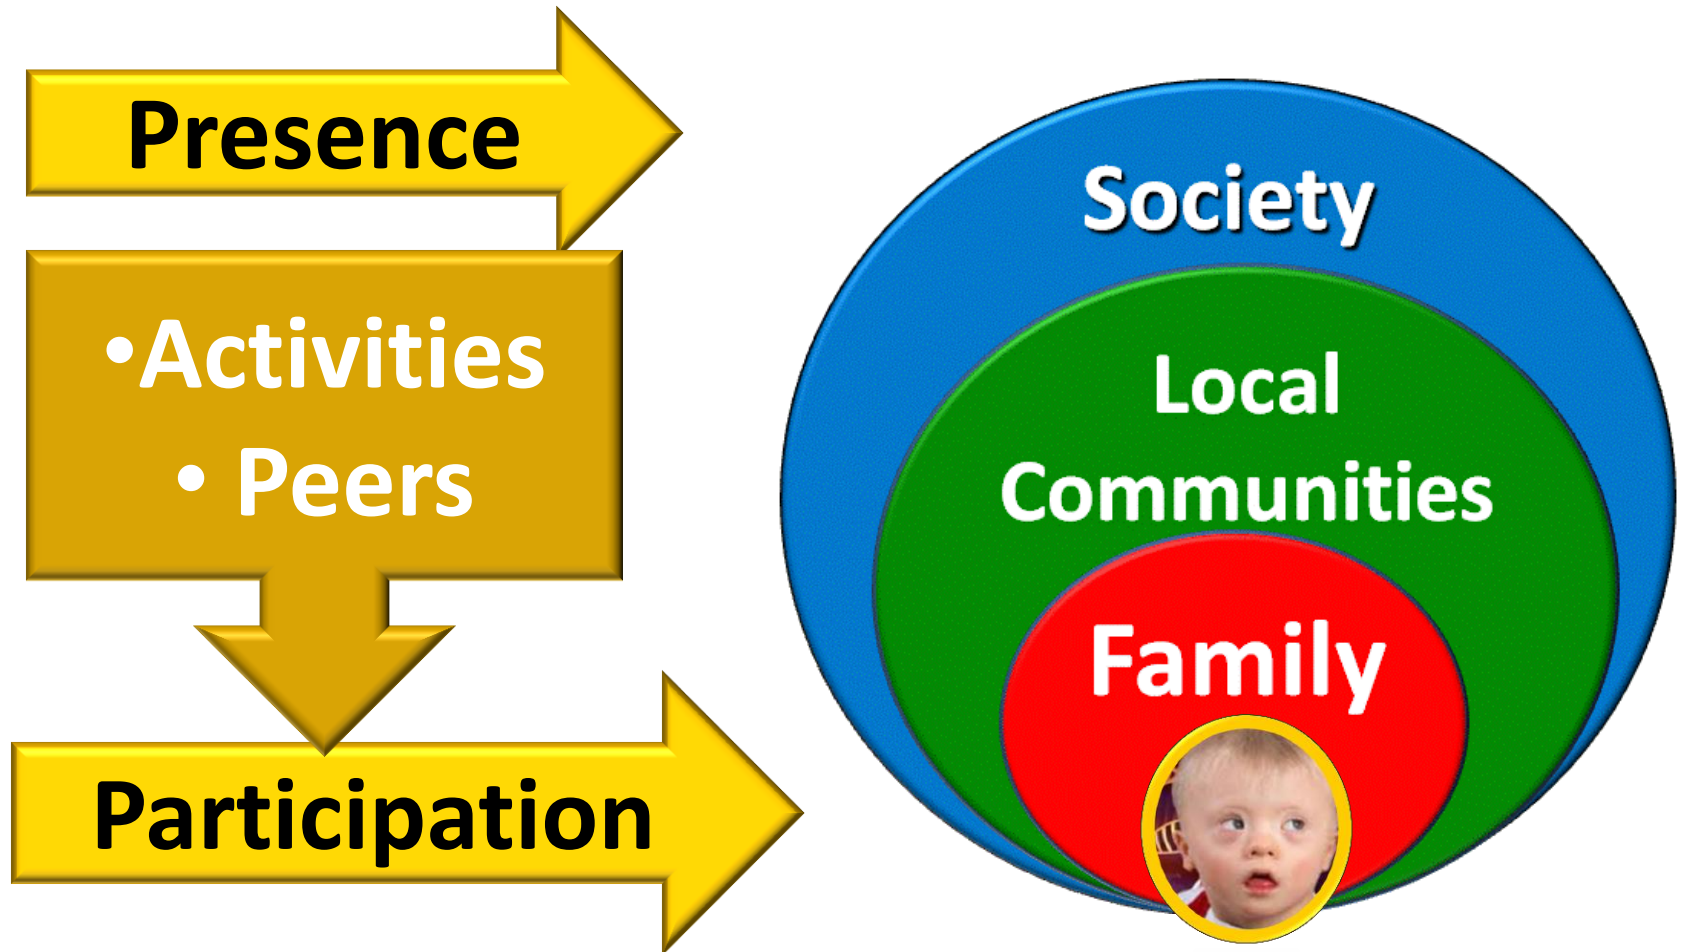 Presence
•Activities
• Peers
Participation
Society
Local
Communities
Family